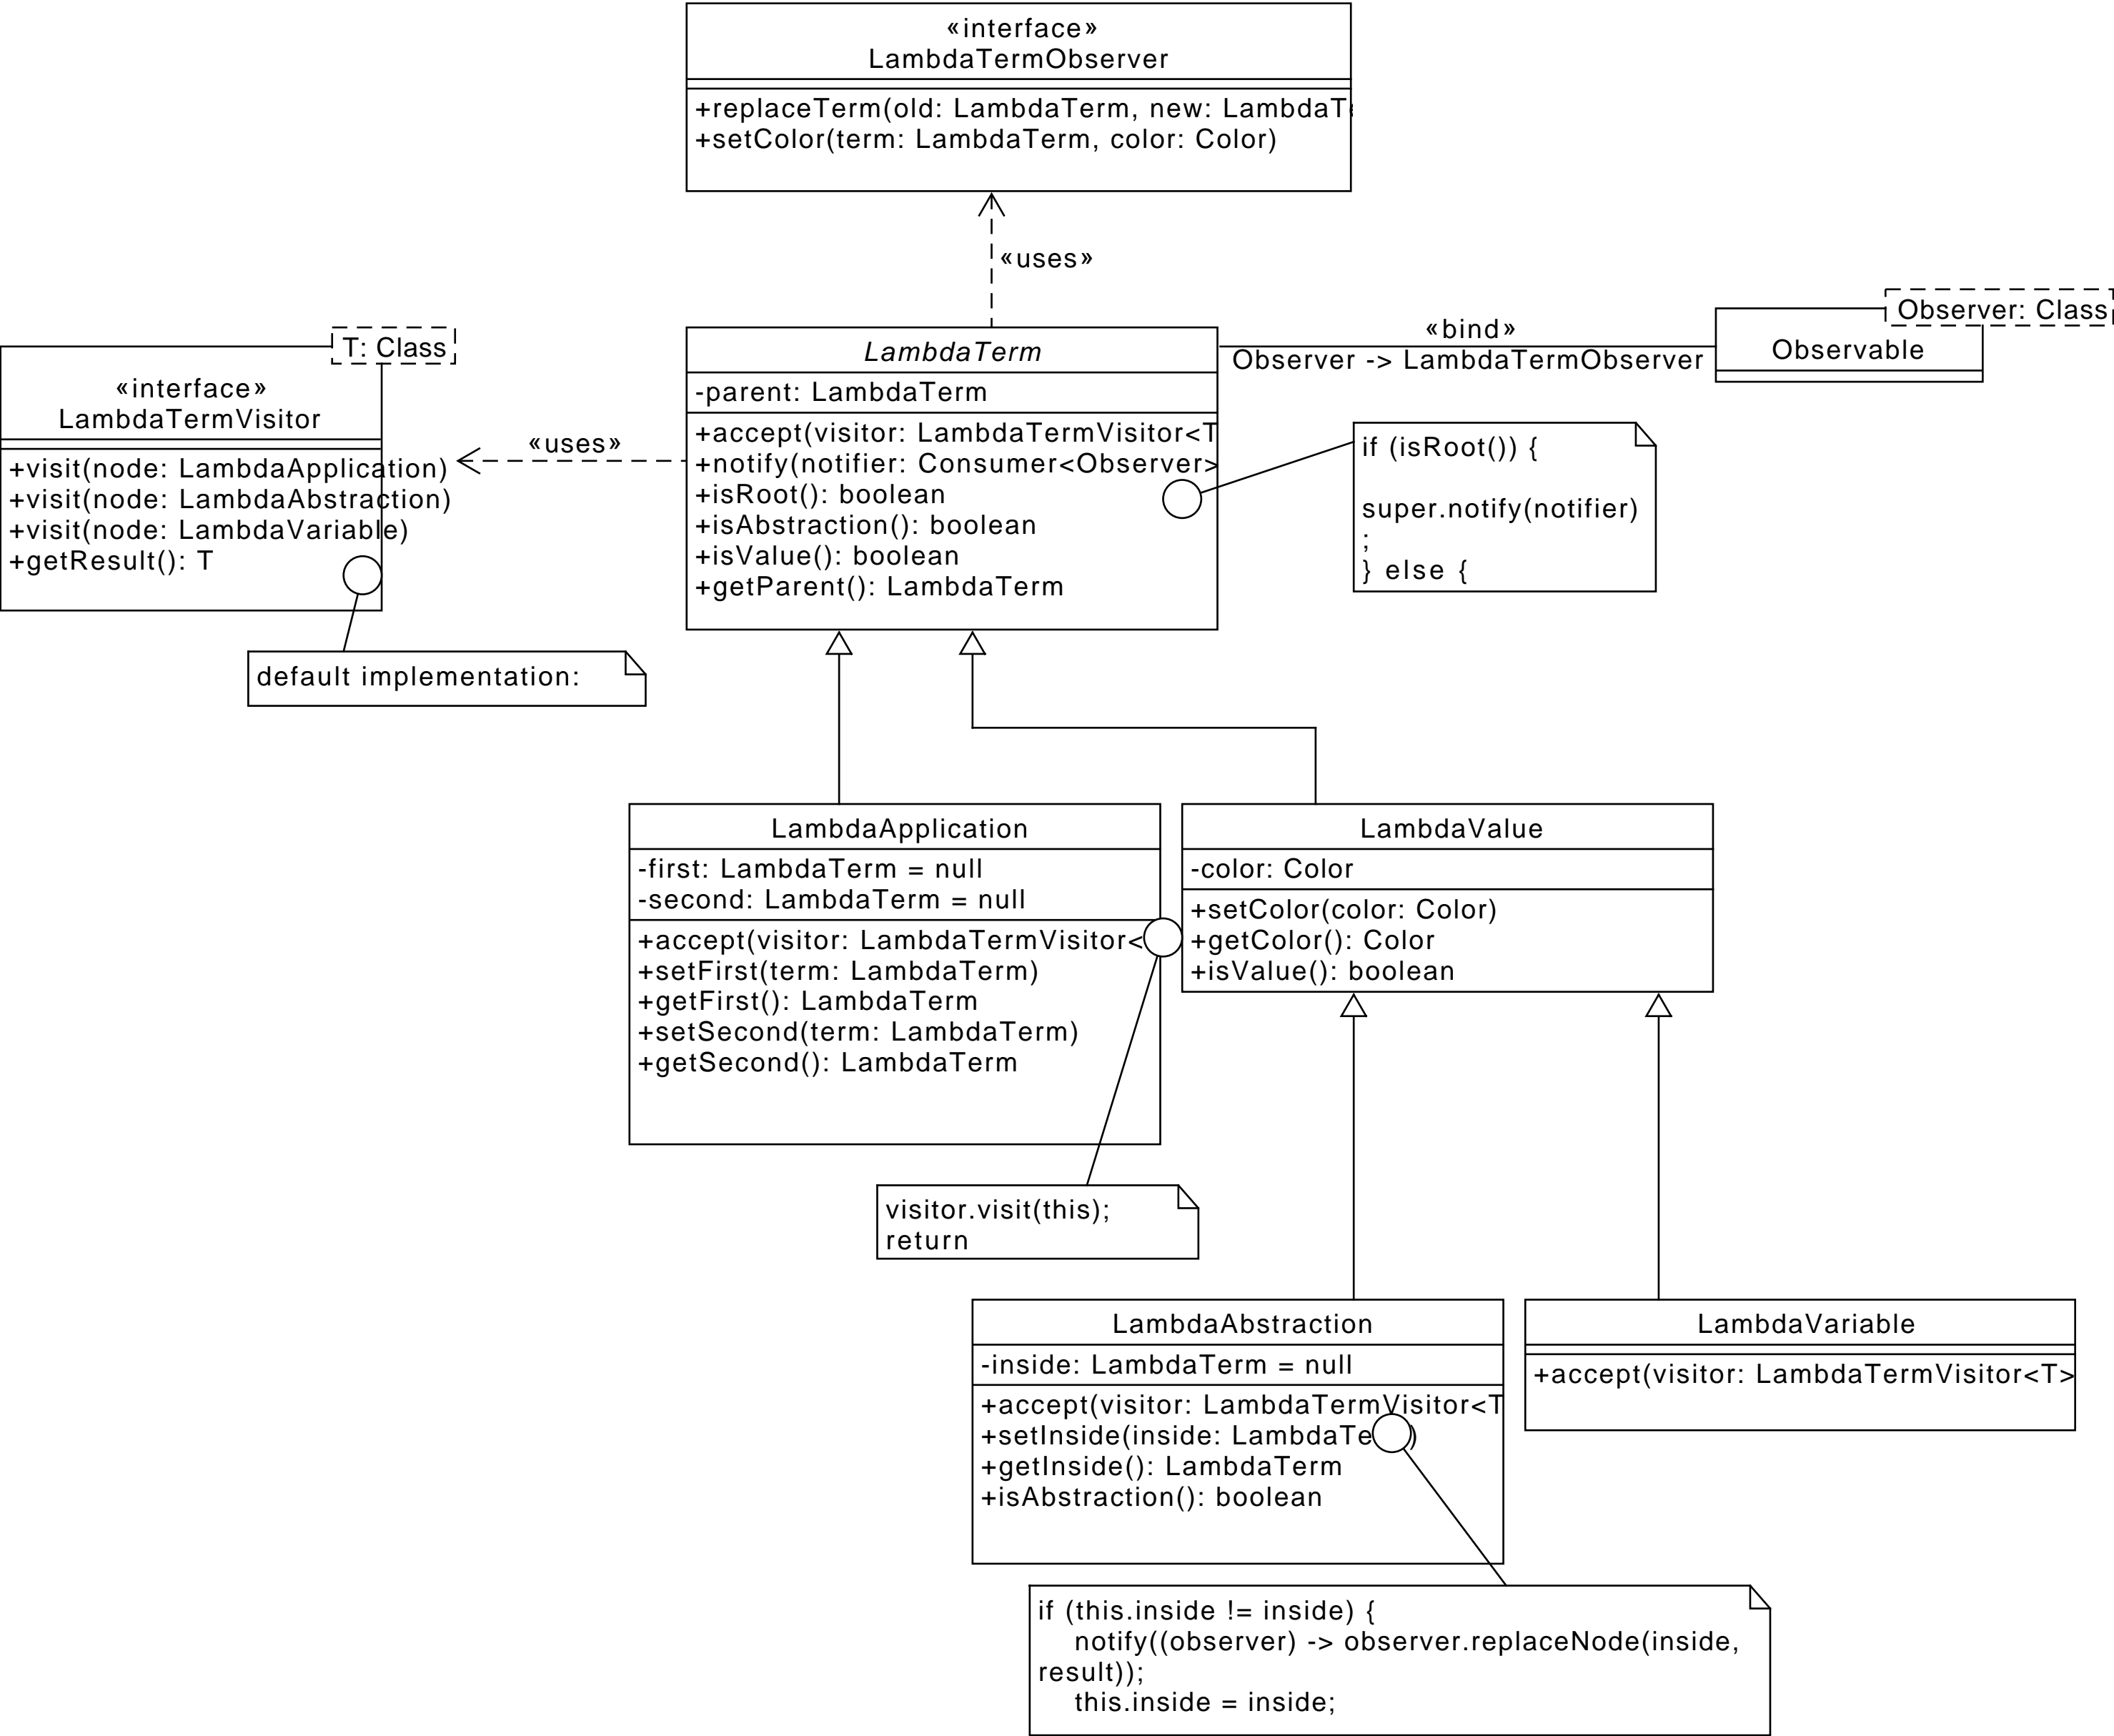 «interface»
LambdaTermObserver
+replaceTerm(old: LambdaTerm, new: LambdaT
+setColor(term: LambdaTerm, color: Color)
«uses»
Observer: Class
Observable
«bind»
Observer -> LambdaTermObserver
T: Class
«interface»
LambdaTermVisitor
+visit(node: LambdaApplication)
+visit(node: LambdaAbstraction)
+visit(node: LambdaVariable)
+getResult(): T
«uses»
default implementation:
LambdaTerm
-parent: LambdaTerm
+accept(visitor: LambdaTermVisitor<T
+notify(notifier: Consumer<Observer>
+isRoot(): boolean
+isAbstraction(): boolean
+isValue(): boolean
+getParent(): LambdaTerm
if (isRoot()) {
super.notify(notifier)
;
} else {
LambdaApplication
-first: LambdaTerm = null
-second: LambdaTerm = null
+accept(visitor: LambdaTermVisitor<
+setFirst(term: LambdaTerm)
+getFirst(): LambdaTerm
+setSecond(term: LambdaTerm)
+getSecond(): LambdaTerm
LambdaValue
-color: Color
+setColor(color: Color)
+getColor(): Color
+isValue(): boolean
visitor.visit(this);
return
LambdaAbstraction
-inside: LambdaTerm = null
+accept(visitor: LambdaTermVisitor<T
+setInside(inside: LambdaTe )
+getInside(): LambdaTerm
+isAbstraction(): boolean
LambdaVariable
+accept(visitor: LambdaTermVisitor<T>
if (this.inside != inside) {
notify((observer) -> observer.replaceNode(inside,
result));
this.inside = inside;